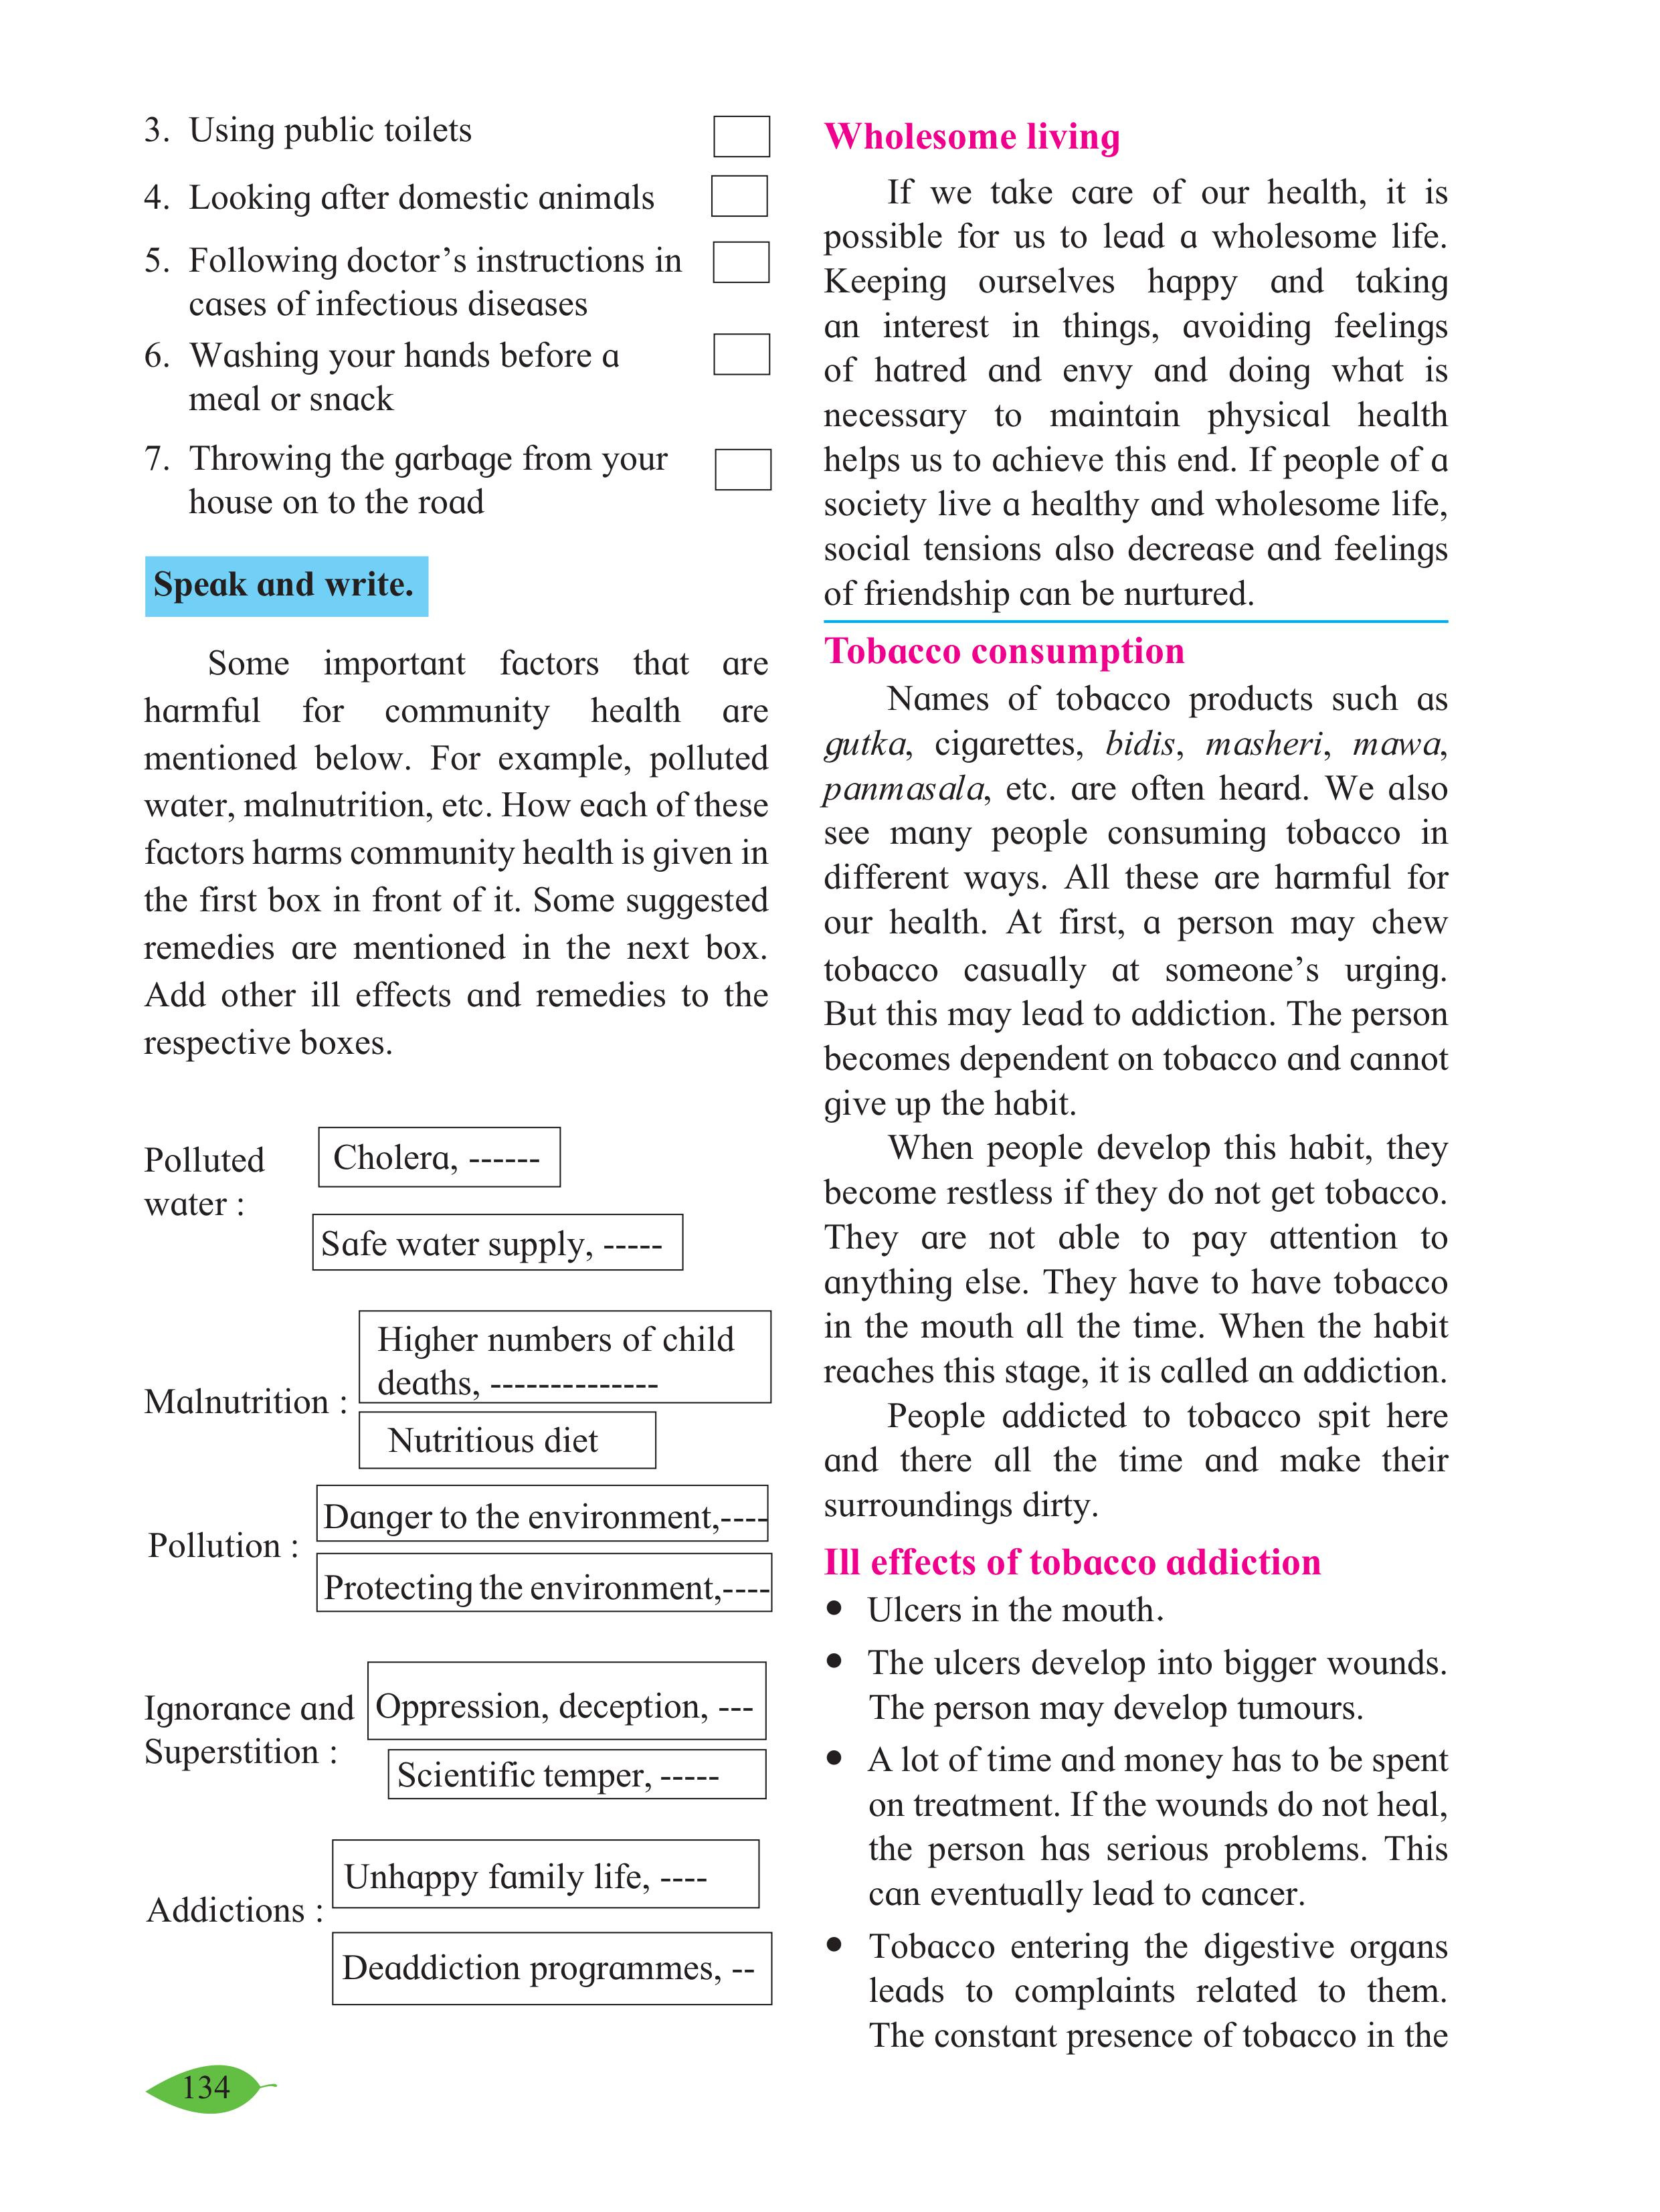 3. Using public toilets
4. Looking after domestic animals
5. Following doctor’s instructions in
cases of infectious diseases
6. Washing your hands before a
meal or snack
7. Throwing the garbage from your
house on to the road
Speak and write.
Some important factors that are
harmful for community health are
mentioned below. For example, polluted
water, malnutrition, etc. How each of these
factors harms community health is given in
the first box in front of it. Some suggested
remedies are mentioned in the next box.
Add other ill effects and remedies to the
respective boxes.
Polluted
water :
Cholera, ------
Safe water supply, -----
Malnutrition :
Higher numbers of child
deaths, --------------
Nutritious diet
Pollution :
Danger to the environment,----
Protecting the environment,----
Ignorance and
Superstition :
Oppression, deception, ---
Scientific temper, -----
Addictions :
Unhappy family life, ----
Deaddiction programmes, --
Wholesome living
If we take care of our health, it is
possible for us to lead a wholesome life.
Keeping ourselves happy and taking
an interest in things, avoiding feelings
of hatred and envy and doing what is
necessary to maintain physical health
helps us to achieve this end. If people of a
society live a healthy and wholesome life,
social tensions also decrease and feelings
of friendship can be nurtured.
Tobacco consumption
Names of tobacco products such as
gutka, cigarettes, bidis, masheri, mawa,
panmasala, etc. are often heard. We also
see many people consuming tobacco in
different ways. All these are harmful for
our health. At first, a person may chew
tobacco casually at someone’s urging.
But this may lead to addiction. The person
becomes dependent on tobacco and cannot
give up the habit.
When people develop this habit, they
become restless if they do not get tobacco.
They are not able to pay attention to
anything else. They have to have tobacco
in the mouth all the time. When the habit
reaches this stage, it is called an addiction.
People addicted to tobacco spit here
and there all the time and make their
surroundings dirty.
Ill effects of tobacco addiction
• Ulcers in the mouth.
• The ulcers develop into bigger wounds.
The person may develop tumours.
• A lot of time and money has to be spent
on treatment. If the wounds do not heal,
the person has serious problems. This
can eventually lead to cancer.
• Tobacco entering the digestive organs
leads to complaints related to them.
The constant presence of tobacco in the
134